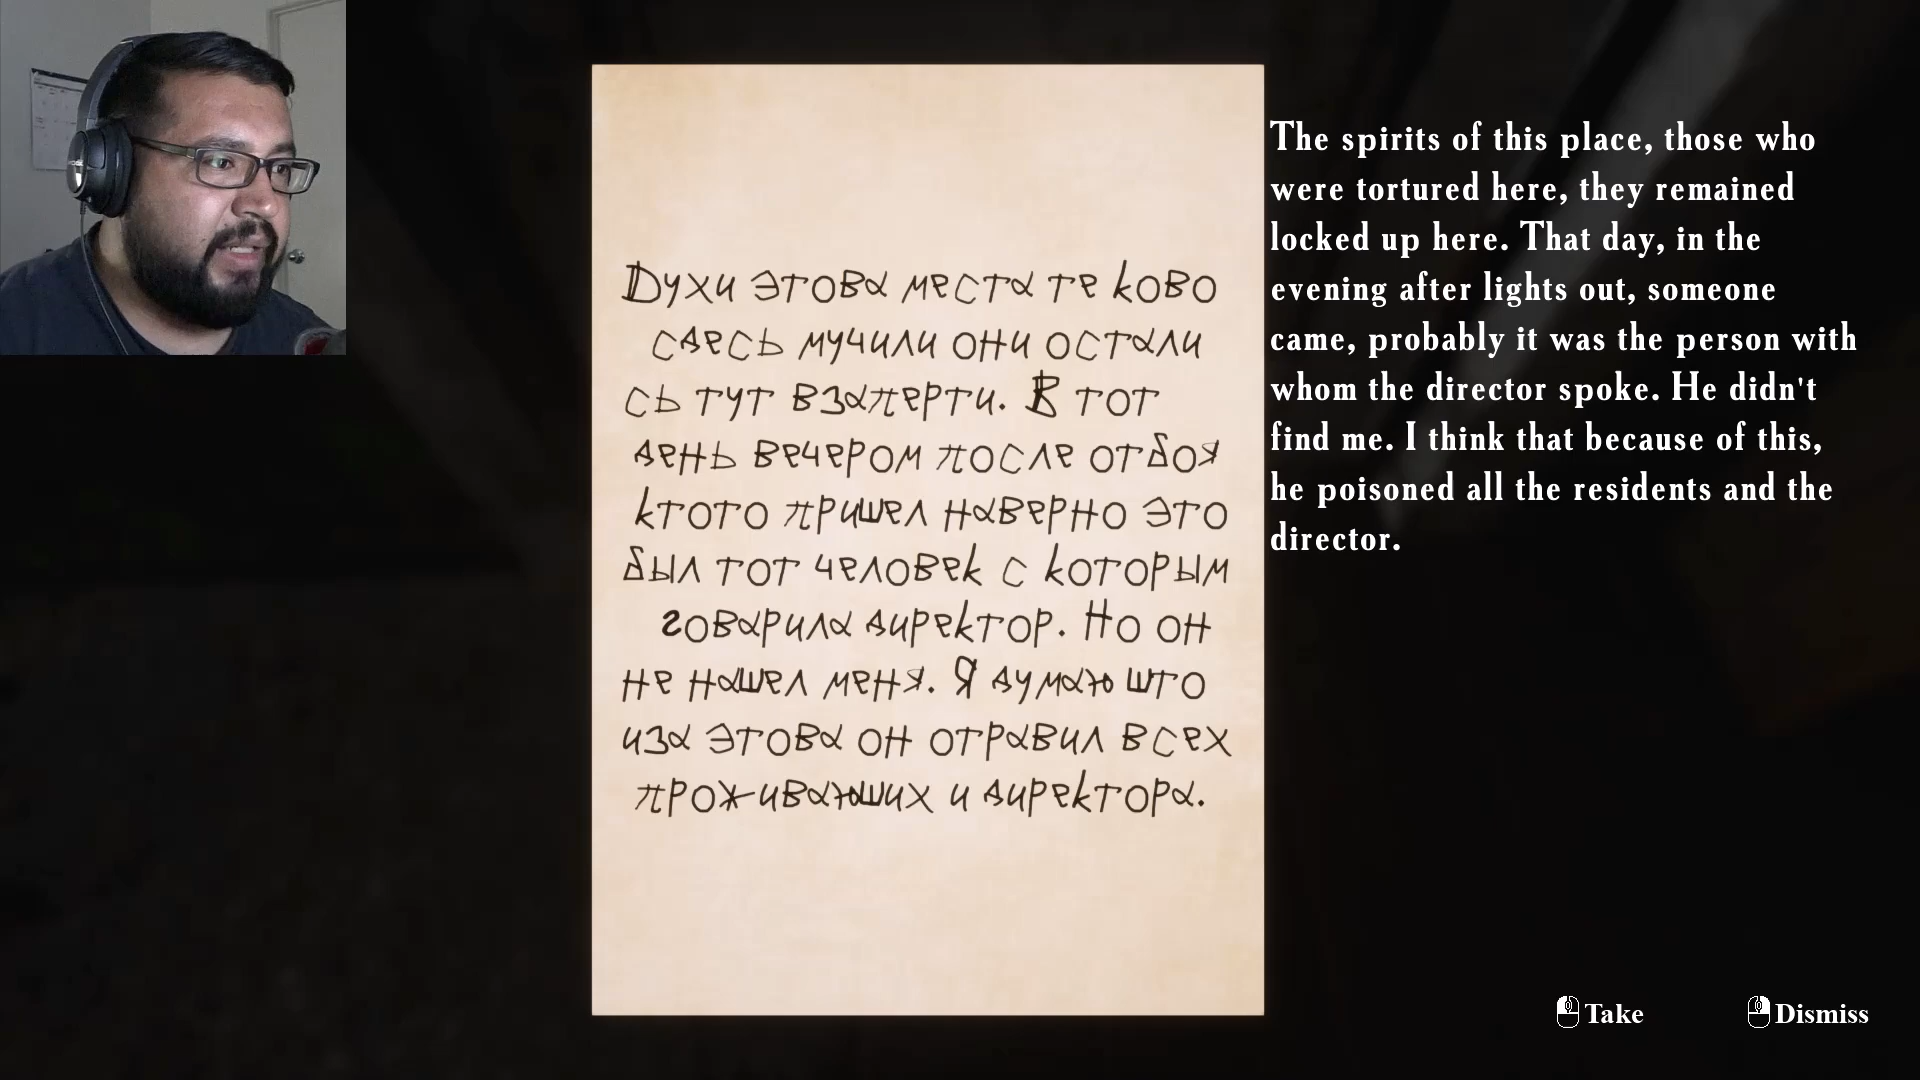 Духи этова места те ково
сдесь мучили они остали
сь тут взаперти. В тот
день вечером после отбоя
ктото пришел наверно это
был тот человек с которым
говарила директор. Но он
не нашел меня. Я думаю што
иза этова он отравил всех
проживаюших и директора.
The spirits of this place, those who
were tortured here, they remained
locked up here. That day, in the
evening after lights out, someone
came, probably it was the person with
whom the director spoke. He didn't
find me. I think that because of this,
he poisoned all the residents and the
director.
Take Dismiss